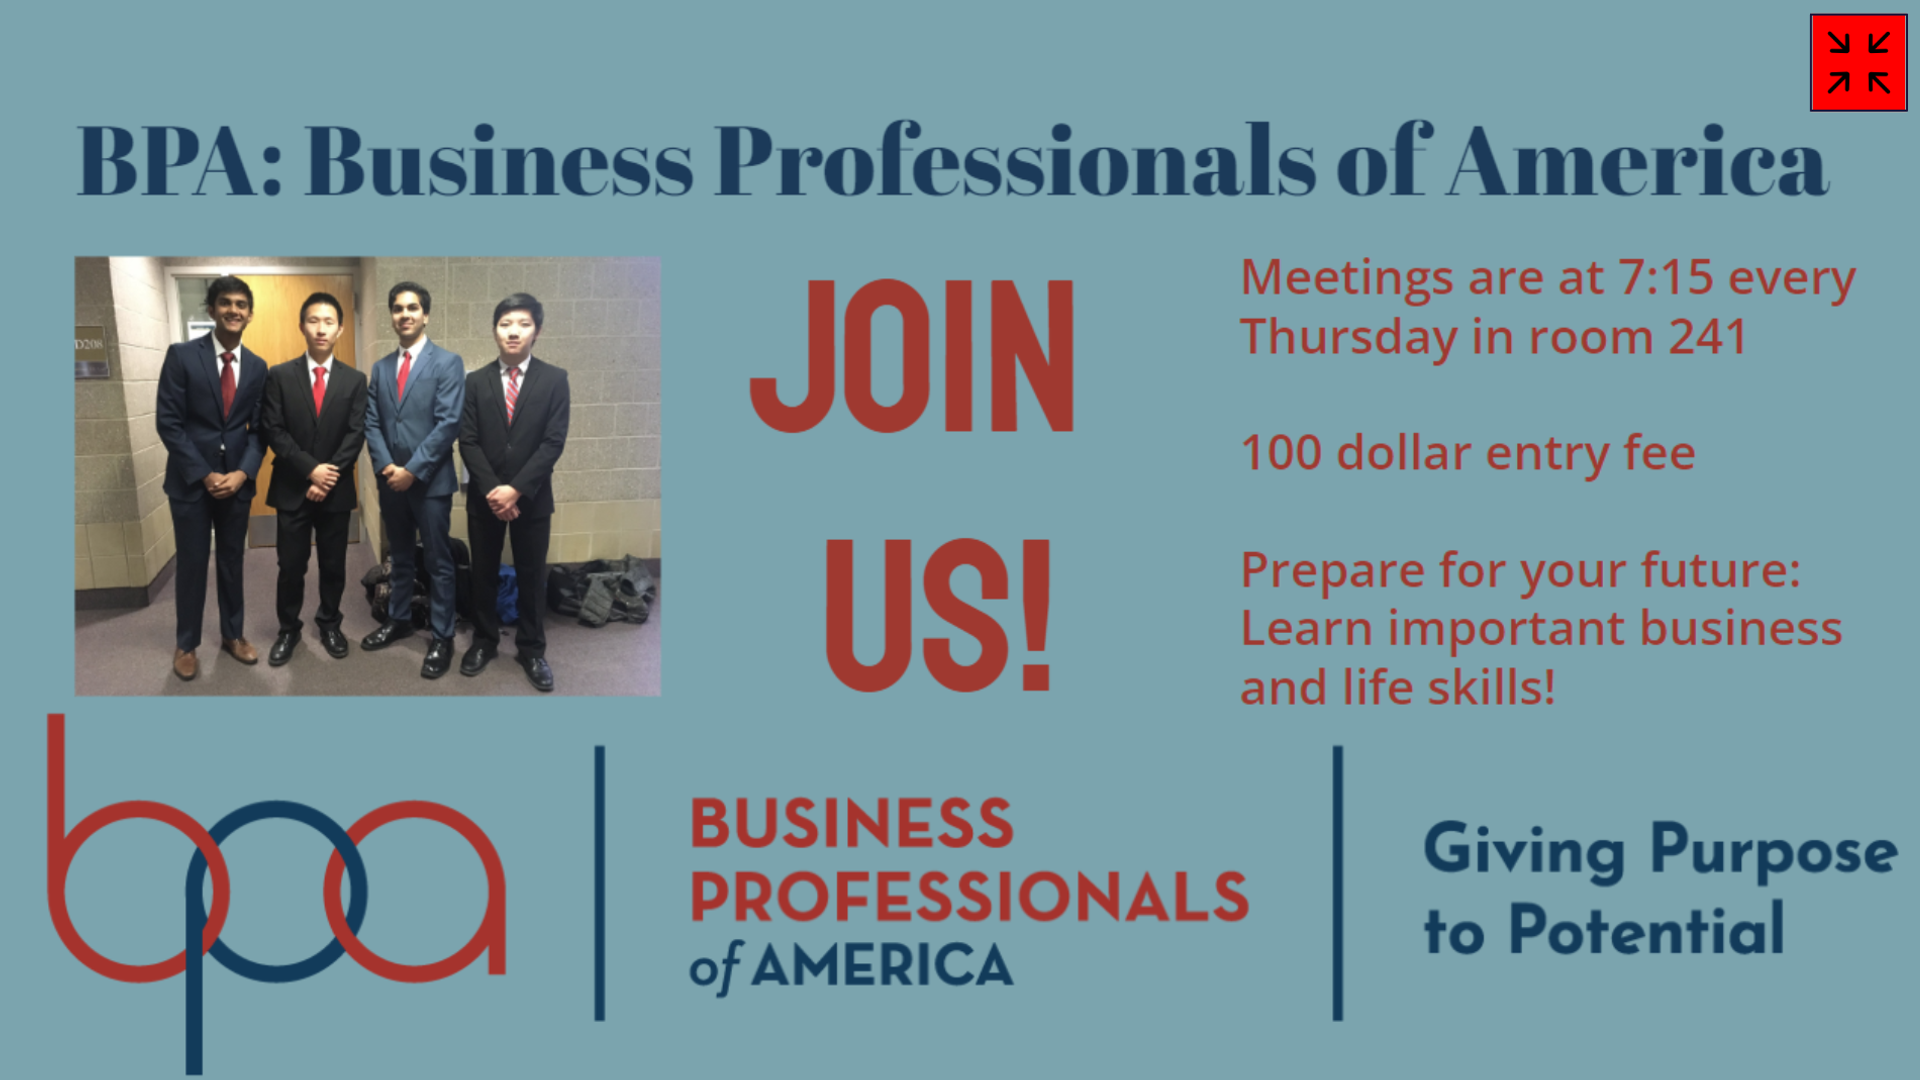 BPA: Business Professionals of America
D208
JOIN
US!
Meetings are at 7:15 every
Thursday in room 241
100 dollar entry fee
Prepare for your future:
Learn important business
and life skills!
bpa
BUSINESS
PROFESSIONALS
of AMERICA
Giving Purpose
to Potential